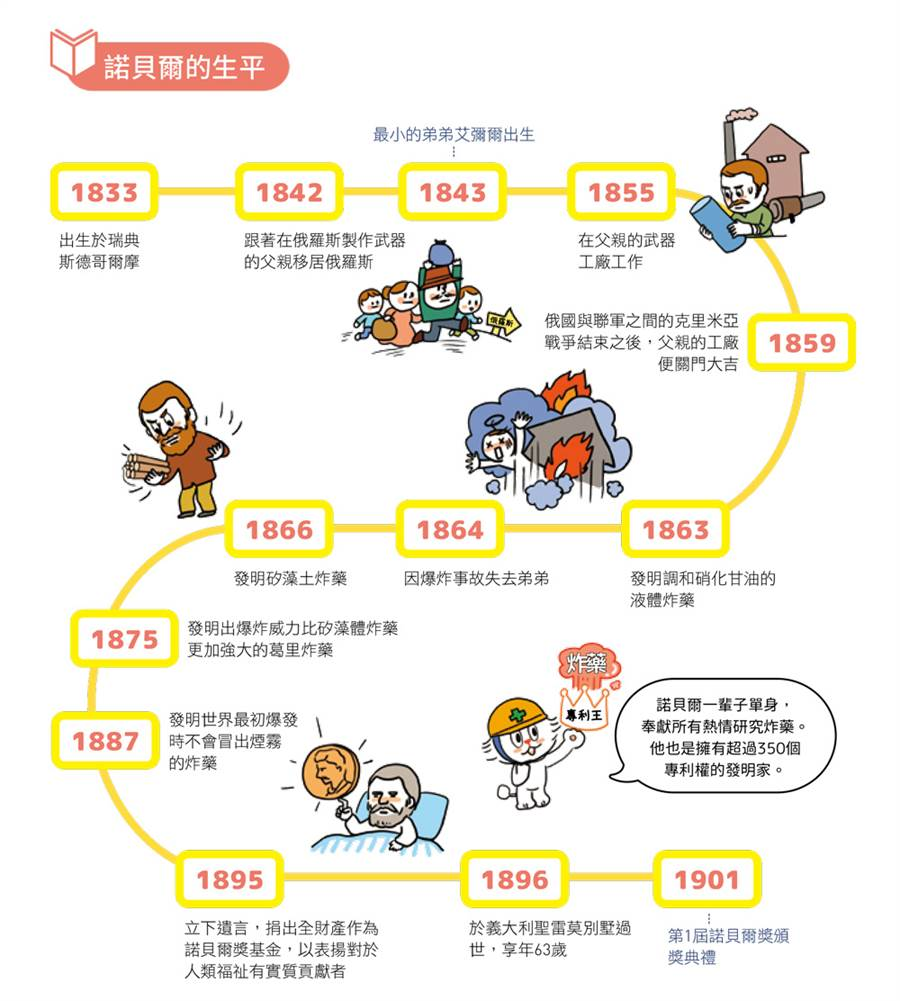 諾貝爾的生平
最小的弟弟艾彌爾出生
1833
1842
1843
1855
出生於瑞典
斯德哥爾摩
跟著在俄羅斯製作武器
的父親移居俄羅斯
在父親的武器
工廠工作
俄羅斯
俄國與聯軍之間的克里米亞
戰爭結束之後，父親的工廠
便關門大吉
1859
1866
1864
1863
發明矽藻土炸藥
因爆炸事故失去弟弟
發明調和硝化甘油的
液體炸藥
1875
發明出爆炸威力比矽藻體炸藥
更加強大的葛里炸藥
1887
發明世界最初爆發
時不會冒出煙霧
的炸藥
炸藥
專利王
諾貝爾一輩子單身，
奉獻所有熱情研究炸藥。
他也是擁有超過350個
專利權的發明家。
1895
1896
1901
立下遺言，捐出全財產作為
諾貝爾獎基金，以表揚對於
人類福祉有實質貢獻者
於義大利聖雷莫別墅過
世，享年63歲
第1屆諾貝爾獎頒
獎典禮